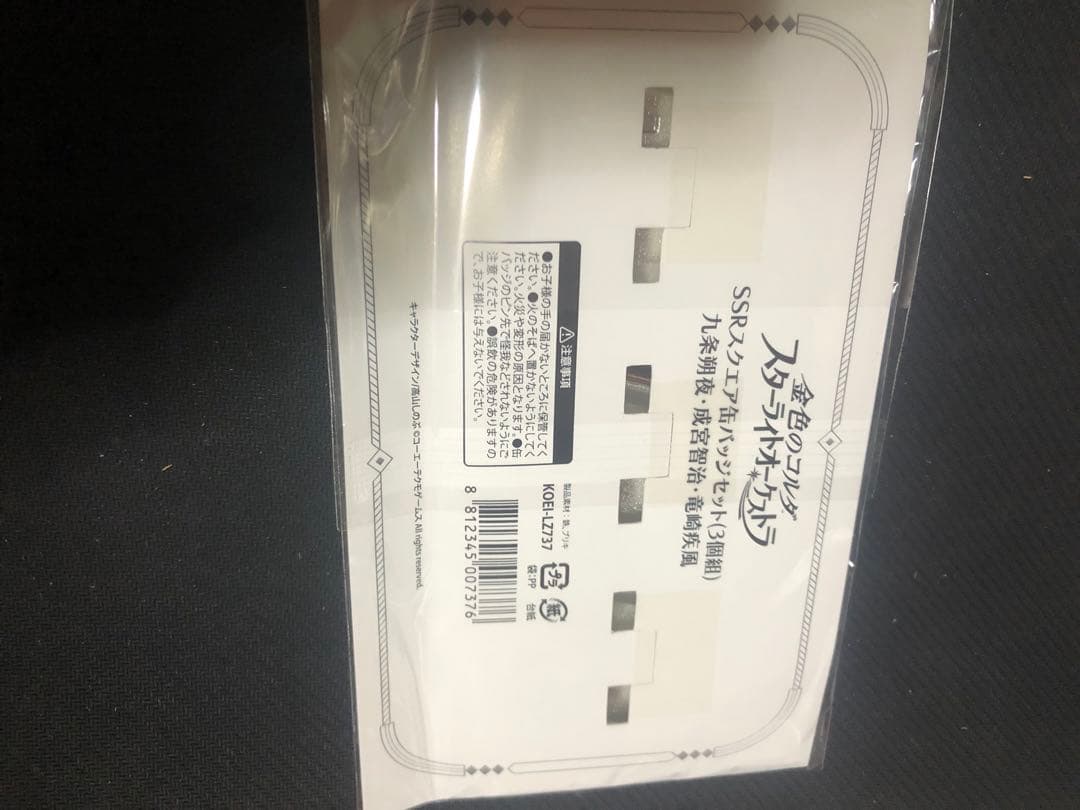 金色のコルダ
スターライトオーケストラ
SSRスクエア缶バッジセット(3個組)
九条朔夜・成宮智治・竜崎疾風
⚠注意事項
●お子様の手の届かないところに保管してく
ださい。●火のそばへ置かないようにしてく
ださい。火災や変形の原因となります。●缶
バッジのピン先で怪我などされないようにご
注意ください。●誤飲の危険がありますの
で、お子様には与えないでください。
製品素材：鉄、ブリキ
KOEI-LZ737
プラ
袋:PP
紙
台紙
8 812345 007376
キャラクターデザイン/高山しのぶ ©コーエーテクモゲームス All rights reserved.